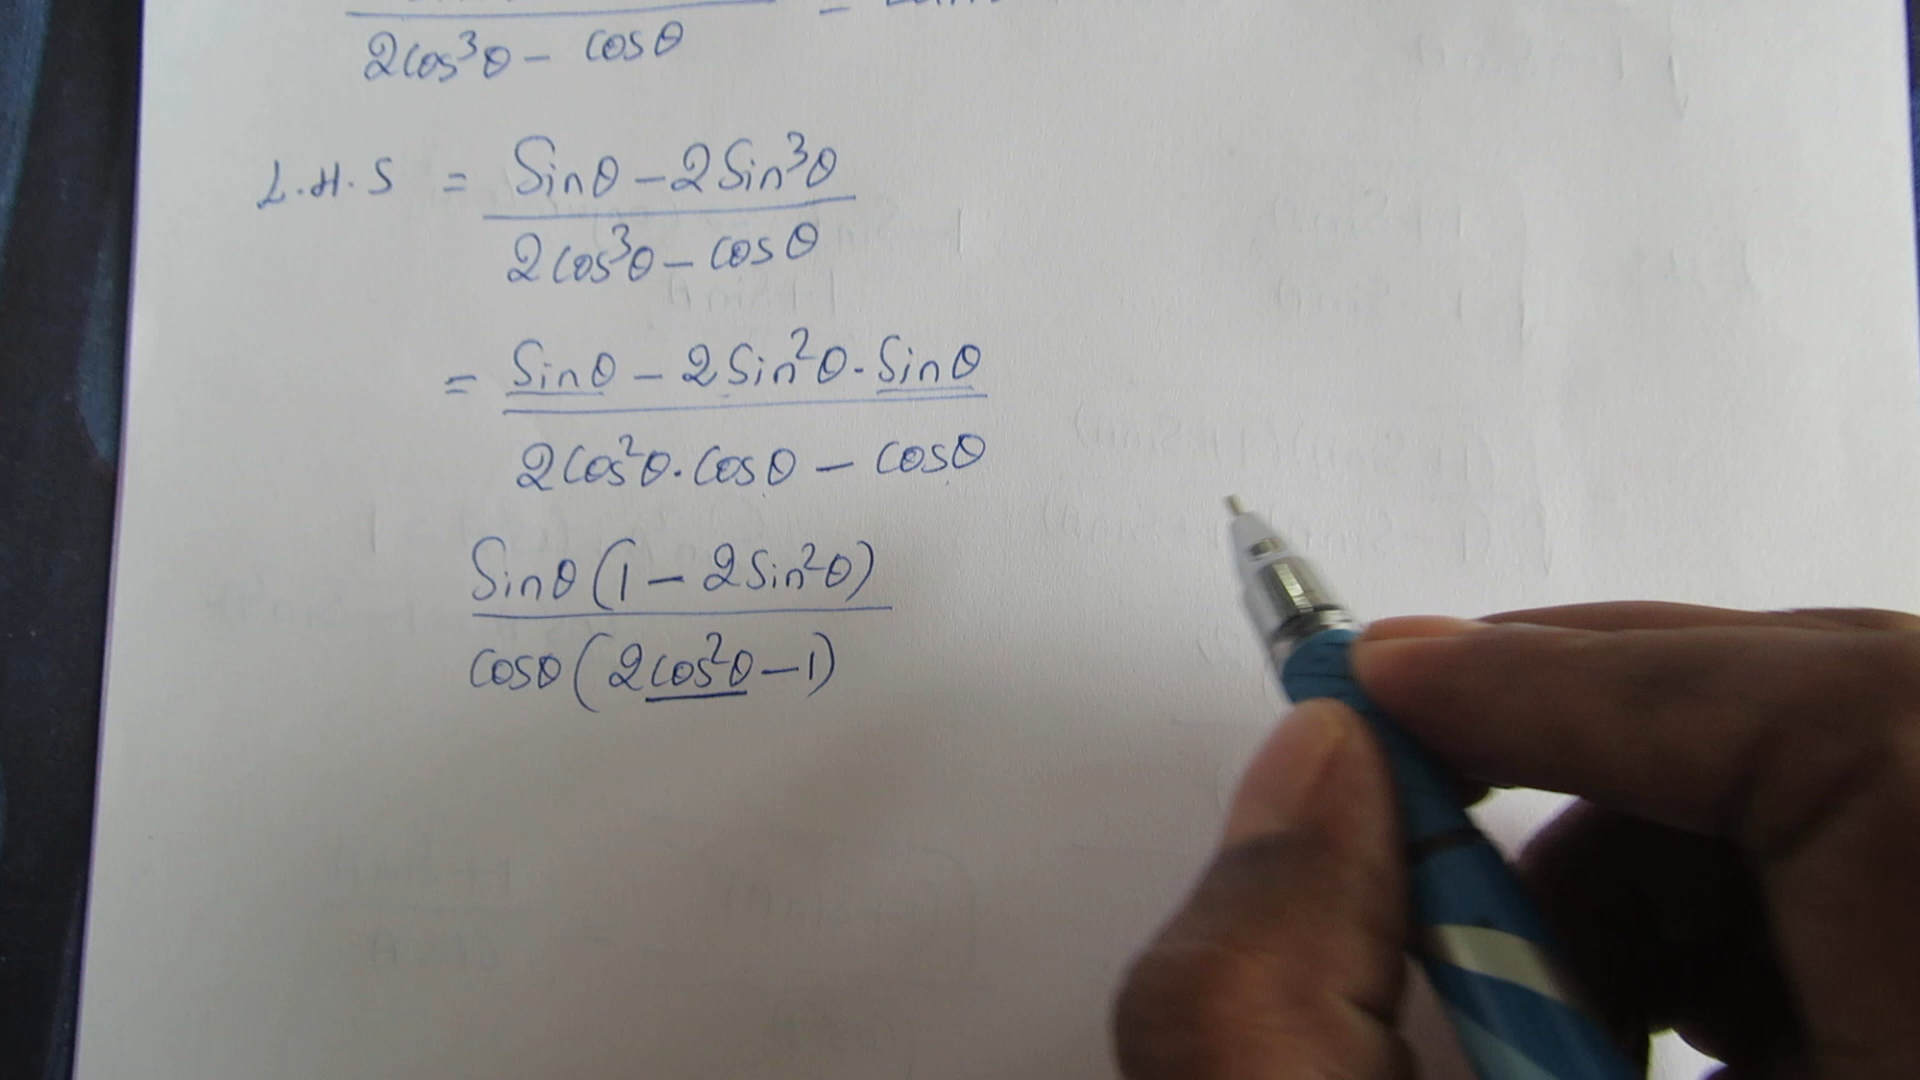 2cos³θ - cosθ =
L.H.S = Sinθ - 2Sin³θ
2cos³θ - cosθ
= Sinθ - 2Sin²θ·Sinθ
2cos²θ·cosθ - cosθ
Sinθ(1 - 2Sin²θ)
cosθ(2cos²θ - 1)